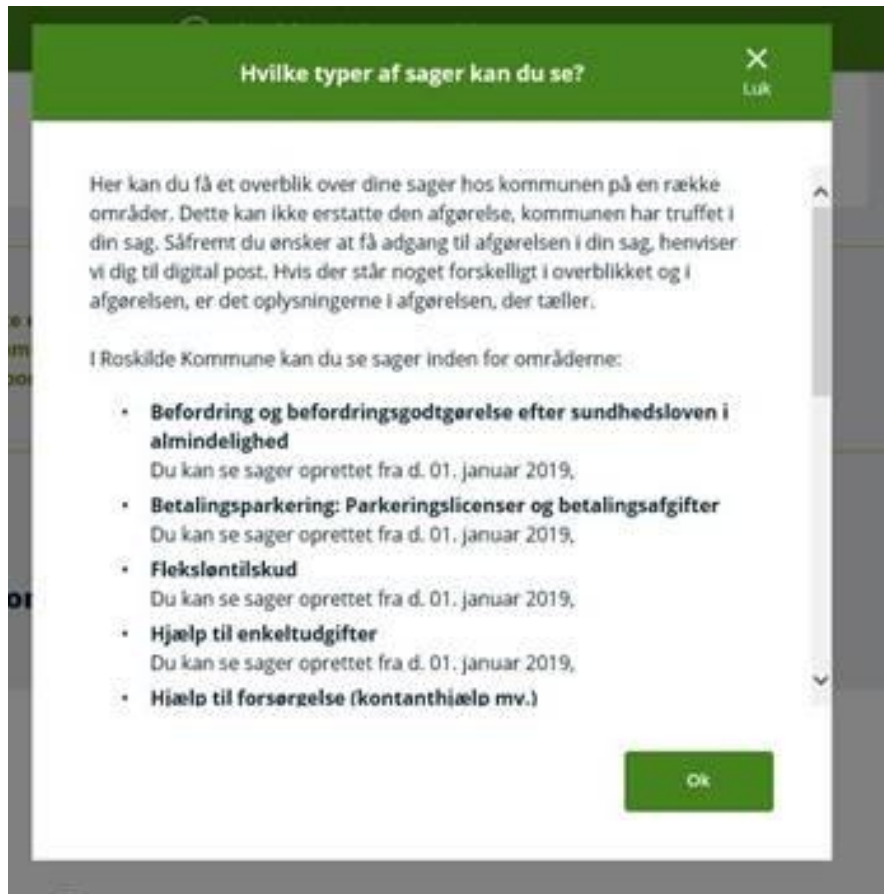 Hvilke typer af sager kan du se?
Luk
Her kan du få et overblik over dine sager hos kommunen på en række
områder. Dette kan ikke erstatte den afgørelse, kommunen har truffet i
din sag. Såfremt du ønsker at få adgang til afgørelsen i din sag, henviser
vi dig til digital post. Hvis der står noget forskelligt i overblikket og i
afgørelsen, er det oplysningerne i afgørelsen, der tæller.
I Roskilde Kommune kan du se sager inden for områderne:
• Befordring og befordringsgodtgørelse efter sundhedsloven i
almindelighed
Du kan se sager oprettet fra d. 01. januar 2019,
• Betalingsparkering: Parkeringslicenser og betalingsafgifter
Du kan se sager oprettet fra d. 01. januar 2019,
• Fleksløntilskud
Du kan se sager oprettet fra d. 01. januar 2019,
• Hjælp til enkeltudgifter
Du kan se sager oprettet fra d. 01. januar 2019,
• Hjælp til forsørgelse (kontanthjælp mv.)
Ok